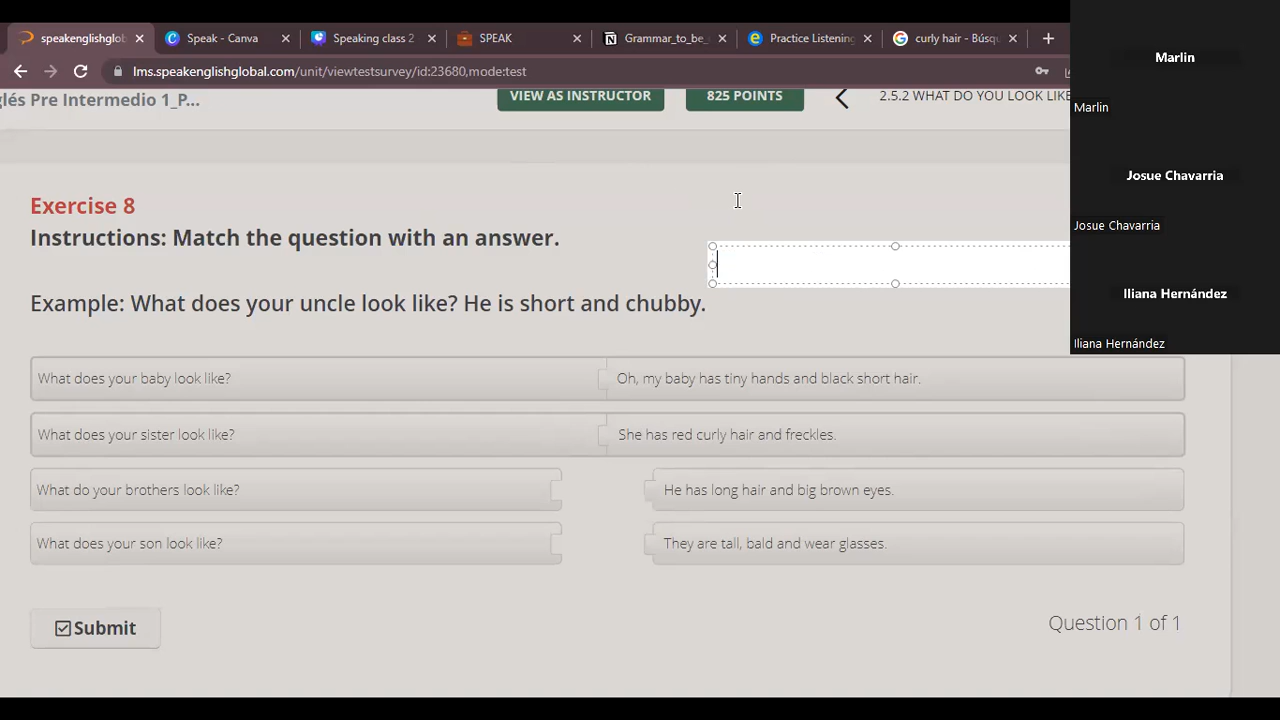 speakenglishglob
Speak - Canva
Speaking class 2
SPEAK
Grammar_to_be_
Practice Listening
curly hair - Búsqu
lms.speakenglishglobal.com/unit/viewtestsurvey/id:23680,mode:test
glés Pre Intermedio 1_P...
VIEW AS INSTRUCTOR
825 POINTS
2.5.2 WHAT DO YOU LOOK LIKE
Marlin
Marlin
Josue Chavarria
Josue Chavarria
Iliana Hernández
Iliana Hernández
Exercise 8
Instructions: Match the question with an answer.
Example: What does your uncle look like? He is short and chubby.
What does your baby look like?
Oh, my baby has tiny hands and black short hair.
What does your sister look like?
She has red curly hair and freckles.
What do your brothers look like?
He has long hair and big brown eyes.
What does your son look like?
They are tall, bald and wear glasses.
Submit
Question 1 of 1